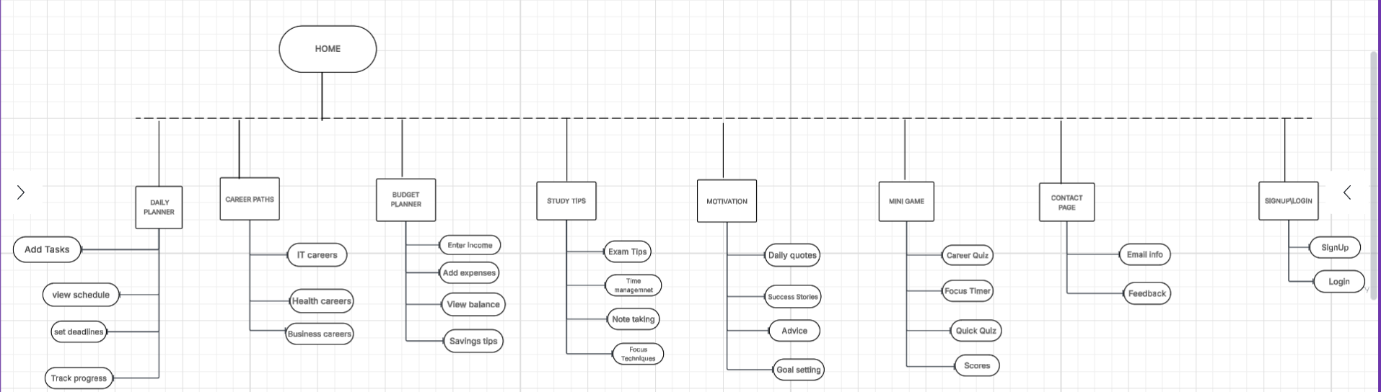 HOME
DAILY
PLANNER
CAREER PATHS
BUDGET
PLANNER
STUDY TIPS
MOTIVATION
MINI GAME
CONTACT
PAGE
SIGNUP\LOGIN
Add Tasks
view schedule
set deadlines
Track progress
IT careers
Health careers
Business careers
Enter income
Add expenses
View balance
Savings tips
Exam Tips
Time
managemnet
Note taking
Focus
Techniques
Daily quotes
Success Stories
Advice
Goal setting
Career Quiz
Focus Timer
Quick Quiz
Scores
Email info
Feedback
SignUp
Login